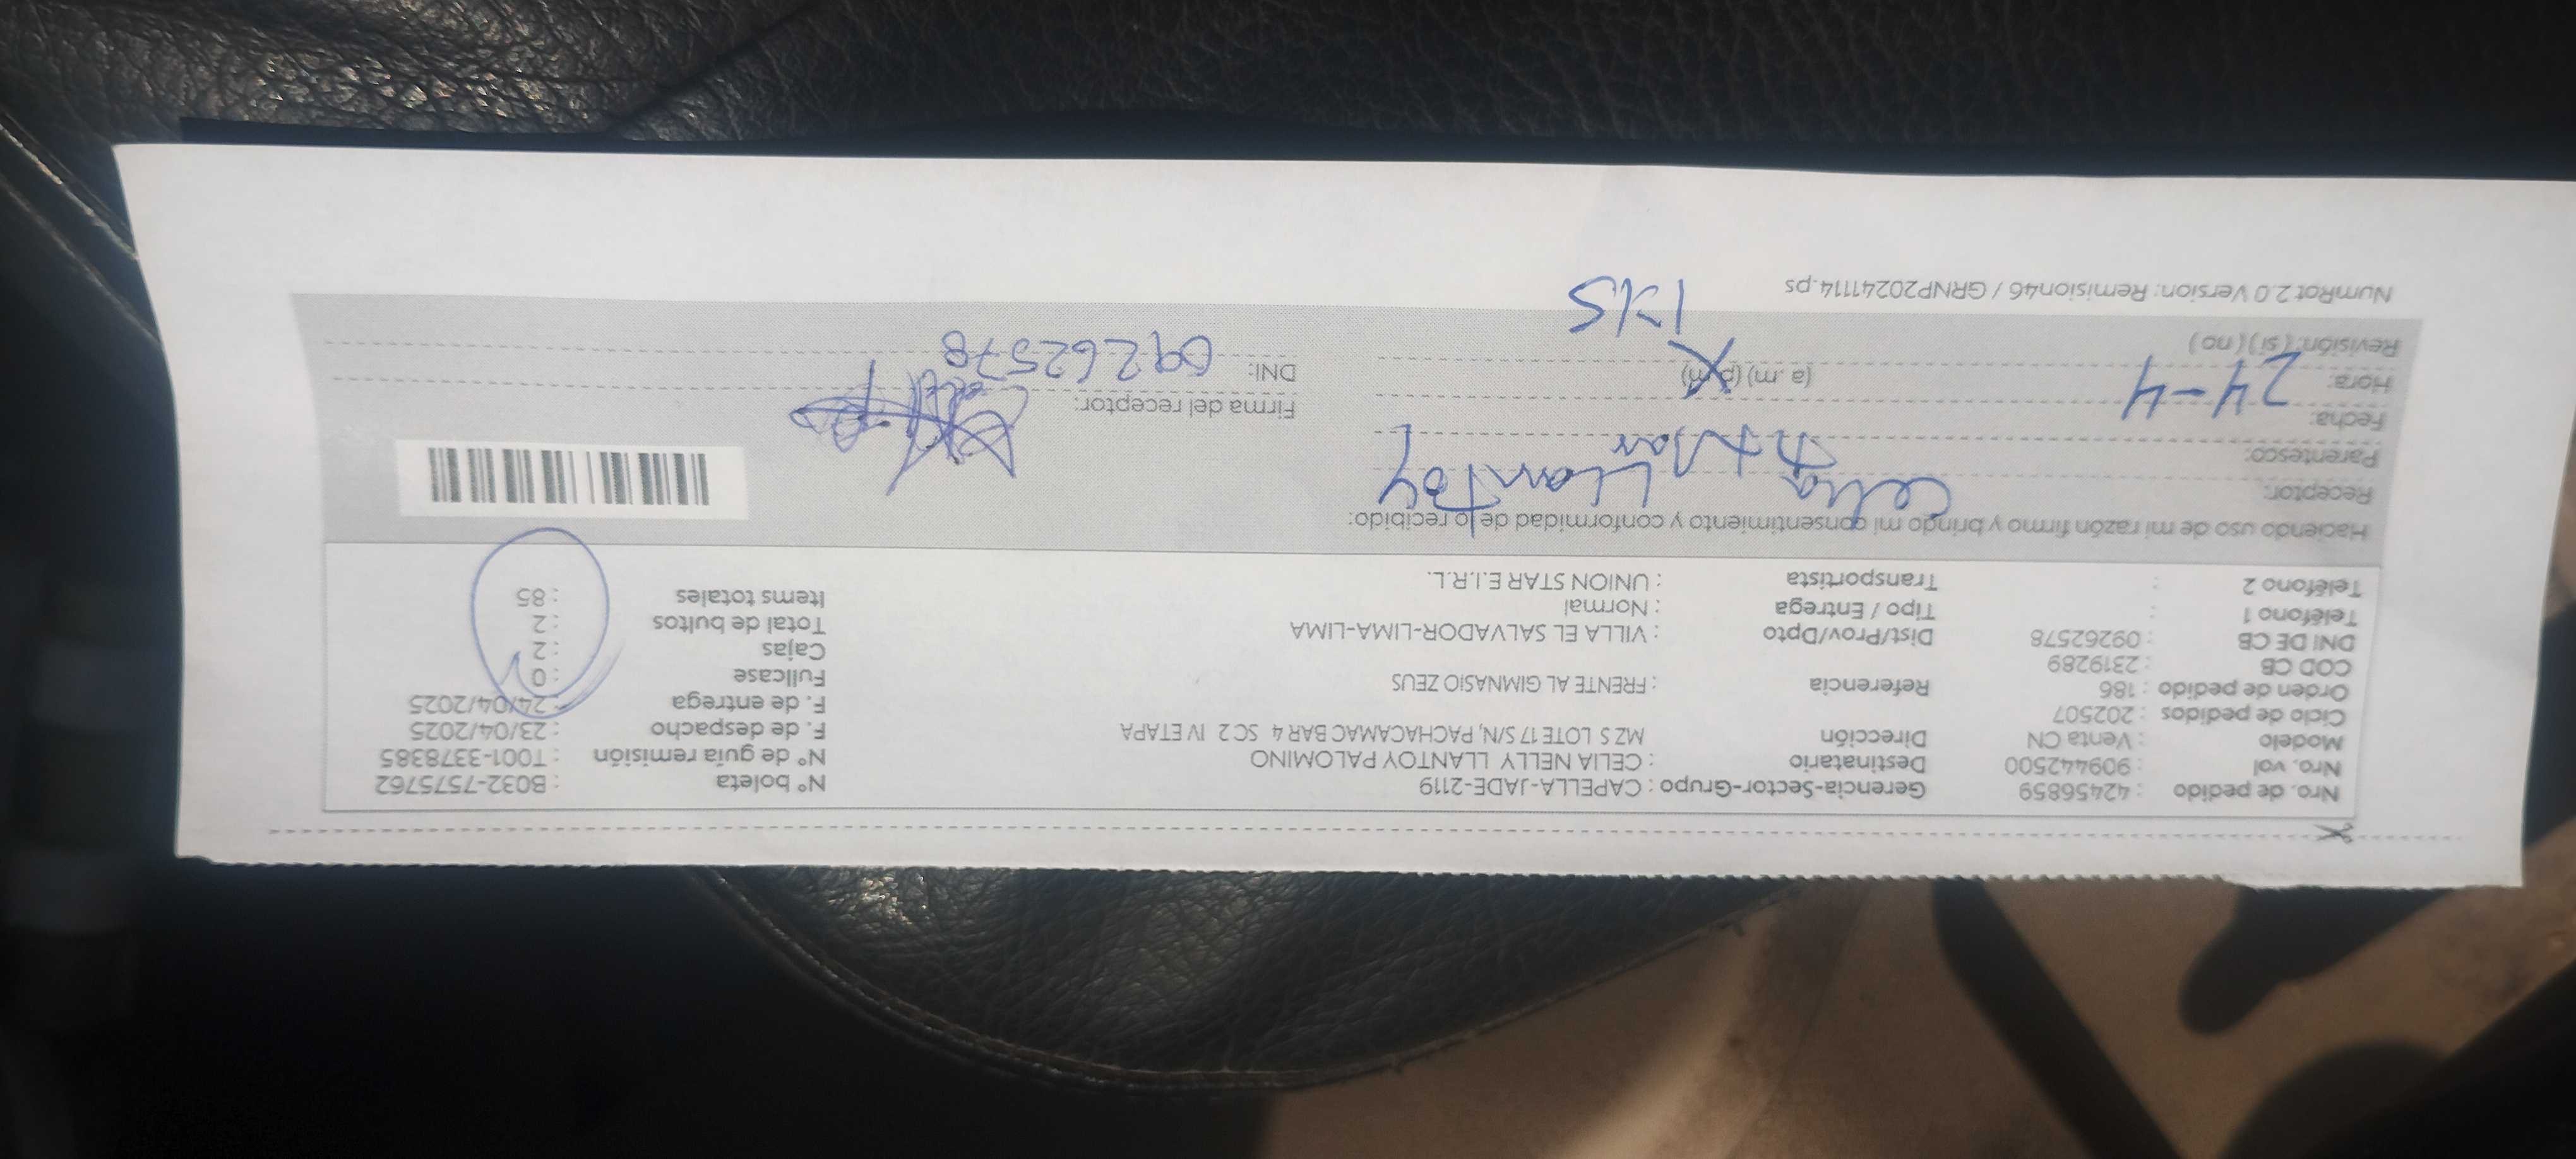 Nro. de pedido : 42456859 Gerencia-Sector-Grupo : CAPELLA-JADE-2119 N° boleta : B032-7575762
Nro. vol : 909442500 Destinatario : CELIA NELLY LLANTOY PALOMINO N° de guía remisión : T001-3378385
Modelo : Venta CN Dirección MZ S LOTE 17 S/N, PACHACAMAC BAR 4 SC2 IV ETAPA F. de despacho : 23/04/2025
Ciclo de pedidos : 202507 F. de entrega : 24/04/2025
Orden de pedido : 186 Referencia : FRENTE AL GIMNASIO ZEUS Fullcase : 0
COD CB : 2319289 Cajas : 2
DNI DE CB : 09262578 Dist/Prov/Dpto : VILLA EL SALVADOR-LIMA-LIMA Total de bultos : 2
Teléfono 1 : Tipo / Entrega : Normal Items totales : 85
Teléfono 2 : Transportista : UNION STAR E.I.R.L.
Haciendo uso de mi razón firmo y brindo mi consentimiento y conformidad de lo recibido:
Receptor: Celia Llantoy
Parentesco:
Fecha: 24-4 Firma del receptor:
Hora: (a .m) (p.m) DNI: 09262578
Revisión: ( si ) ( no )
NumRot 2.0 Version: Remision46 / GRNP20241114.ps